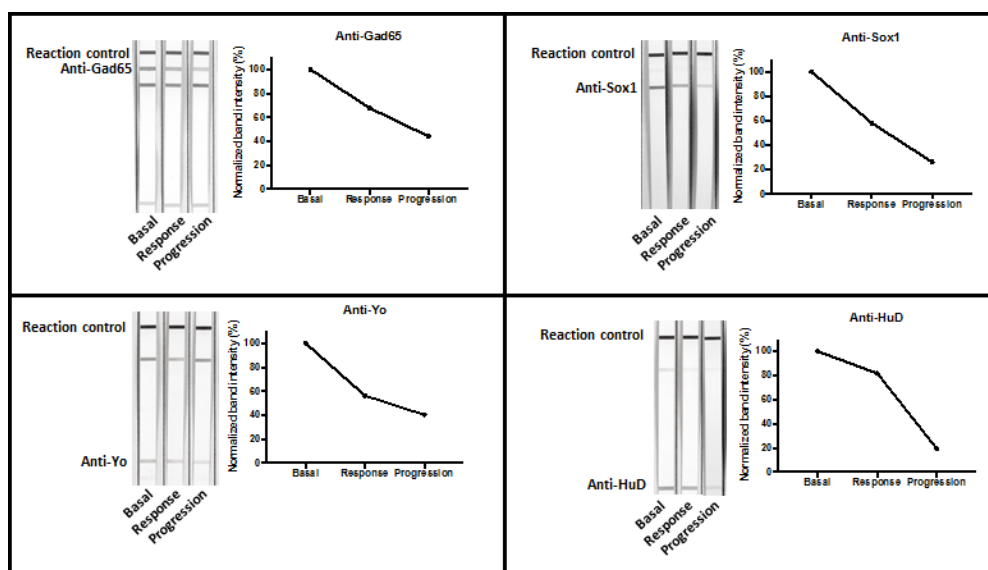 Anti-Gad65
Reaction control
Anti-Gad65
Normalized band intensity (%)
100
80
60
40
20
0
Basal
Response
Progression
Basal Response Progression
Anti-Sox1
Reaction control
Anti-Sox1
Normalized band intensity (%)
100
80
60
40
20
0
Basal
Response
Progression
Basal Response Progression
Anti-Yo
Reaction control
Anti-Yo
Normalized band intensity (%)
100
80
60
40
20
0
Basal
Response
Progression
Basal Response Progression
Anti-HuD
Reaction control
Anti-HuD
Normalized band intensity (%)
100
80
60
40
20
0
Basal
Response
Progression
Basal Response Progression